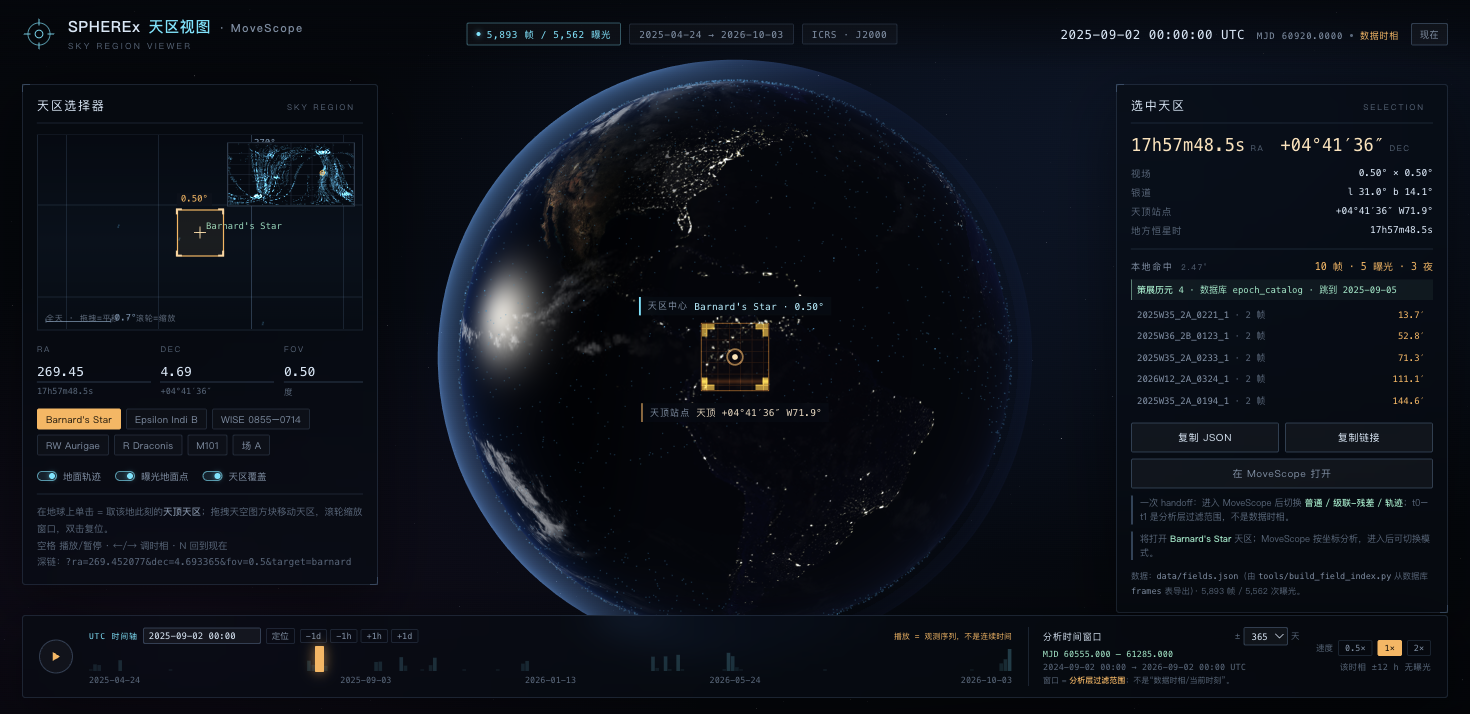 SPHEREx 天区视图 · MoveScope
SKY REGION VIEWER
5,893 帧 / 5,562 曝光
2025-04-24 → 2026-10-03
ICRS · J2000
2025-09-02 00:00:00 UTC MJD 60920.0000 • 数据时相
现在
天区选择器 SKY REGION
270°
0.50°
Barnard's Star
0.7°
滚轮=缩放
RA DEC FOV
269.45 4.69 0.50
17h57m48.5s +04°41′36″ 度
Barnard's Star Epsilon Indi B WISE 0855−0714
RW Aurigae R Draconis M101 场 A
地面轨迹 曝光地面点 天区覆盖
在地球上单击 = 取该地此刻的天顶天区；拖拽天空图方块移动天区，滚轮缩放
窗口，双击复位。
空格 播放/暂停 · ←/→ 调时相 · N 回到现在
深链：?ra=269.452077&dec=4.693365&fov=0.5&target=barnard
天区中心 Barnard's Star · 0.50°
天顶站点 天顶 +04°41′36″ W71.9°
选中天区 SELECTION
17h57m48.5s RA +04°41′36″ DEC
视场 0.50° × 0.50°
银道 l 31.0° b 14.1°
天顶站点 +04°41′36″ W71.9°
地方恒星时 17h57m48.5s
本地命中 2.47° 10 帧 · 5 曝光 · 3 夜
策展历元 4 · 数据库 epoch_catalog · 跳到 2025-09-05
2025W35_2A_0221_1 · 2 帧 13.7′
2025W36_2B_0123_1 · 2 帧 52.8′
2025W35_2A_0233_1 · 2 帧 71.3′
2026W12_2A_0324_1 · 2 帧 111.1′
2025W35_2A_0194_1 · 2 帧 144.6′
复制 JSON 复制链接
在 MoveScope 打开
一次 handoff：进入 MoveScope 后切换 普通 / 级联—残差 / 轨迹；t0—
t1 是分析层过滤范围，不是数据时相。
将打开 Barnard's Star 天区；MoveScope 按坐标分析，进入后可切换模
式。
数据：data/fields.json（由 tools/build_field_index.py 从数据库
frames 表导出）· 5,893 帧 / 5,562 次曝光。
UTC 时间轴 2025-09-02 00:00 定位 −1d −1h +1h +1d
播放 = 观测序列，不是连续时间
2025-04-24 2025-09-03 2026-01-13 2026-05-24 2026-10-03
分析时间窗口 ± 365 天
MJD 60555.000 — 61285.000
2024-09-02 00:00 → 2026-09-02 00:00 UTC
窗口 = 分析层过滤范围；不是“数据时相/当前时刻”。
速度 0.5× 1× 2×
该时相 ±12 h 无曝光